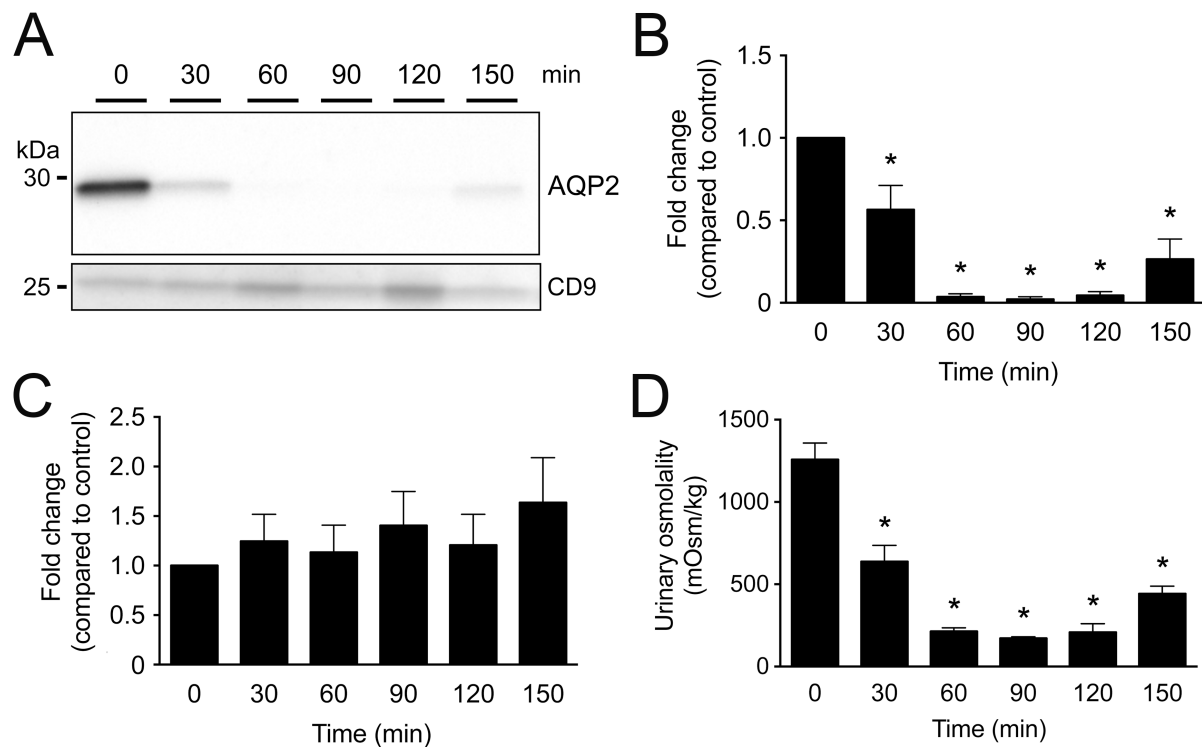 A
0 30 60 90 120 150 min
kDa
30
AQP2
25
CD9
B
Fold change
(compared to control)
1.5
1.0
0.5
0
* * * * *
0 30 60 90 120 150
Time (min)
C
Fold change
(compared to control)
2.5
2.0
1.5
1.0
0.5
0
0 30 60 90 120 150
Time (min)
D
Urinary osmolality
(mOsm/kg)
1500
1000
500
0
* * * * *
0 30 60 90 120 150
Time (min)